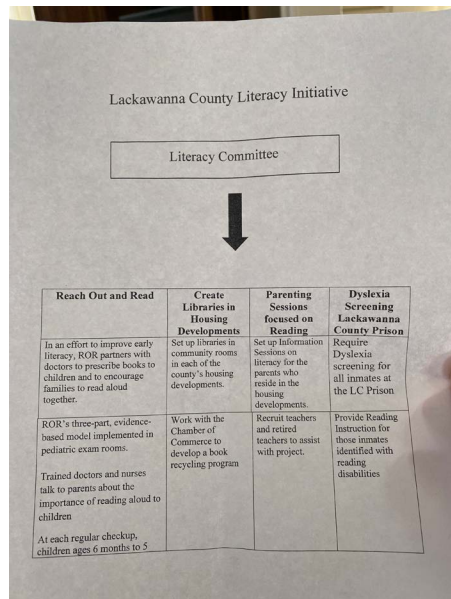 Lackawanna County Literacy Initiative
Literacy Committee
Reach Out and Read
Create
Libraries in
Housing
Developments
Parenting
Sessions
focused on
Reading
Dyslexia
Screening
Lackawanna
County Prison
In an effort to improve early
literacy, ROR partners with
doctors to prescribe books to
children and to encourage
families to read aloud
together.
Set up libraries in
community rooms
in each of the
county's housing
developments.
Set up Information
Sessions on
literacy for the
parents who
reside in the
housing
developments.
Require
Dyslexia
screening for
all inmates at
the LC Prison
ROR's three-part, evidence-
based model implemented in
pediatric exam rooms.
Trained doctors and nurses
talk to parents about the
importance of reading aloud to
children
At each regular checkup,
children ages 6 months to 5
Work with the
Chamber of
Commerce to
develop a book
recycling program
Recruit teachers
and retired
teachers to assist
with project.
Provide Reading
Instruction for
those inmates
identified with
reading
disabilities